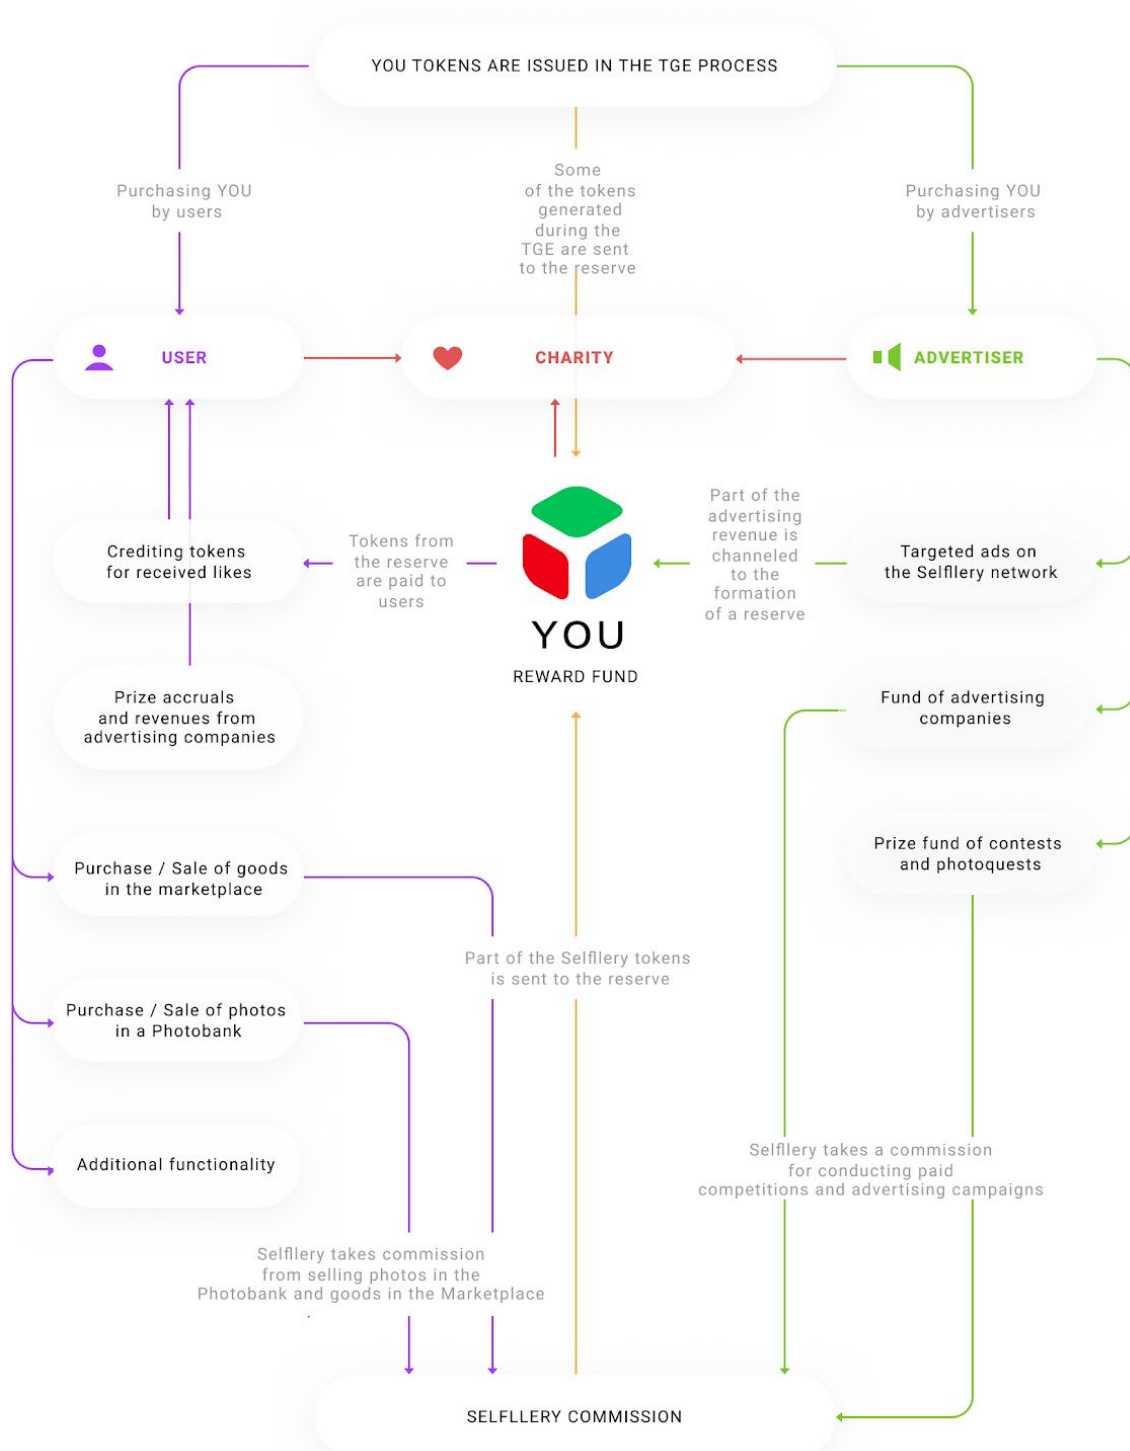 YOU TOKENS ARE ISSUED IN THE TGE PROCESS
Purchasing YOU
by users
Some
of the tokens
generated
during the
TGE are sent
to the reserve
Purchasing YOU
by advertisers
USER
CHARITY
ADVERTISER
Crediting tokens
for received likes
Tokens from
the reserve
are paid to
users
YOU
REWARD FUND
Part of the
advertising
revenue is
channeled
to the
formation
of a reserve
Targeted ads on
the Selfllery network
Prize accruals
and revenues from
advertising companies
Fund of advertising
companies
Purchase / Sale of goods
in the marketplace
Prize fund of contests
and photoquests
Part of the Selfllery tokens
is sent to the reserve
Purchase / Sale of photos
in a Photobank
Additional functionality
Selfllery takes a commission
for conducting paid
competitions and advertising campaigns
Selfllery takes commission
from selling photos in the
Photobank and goods in the Marketplace
SELFLLERY COMMISSION